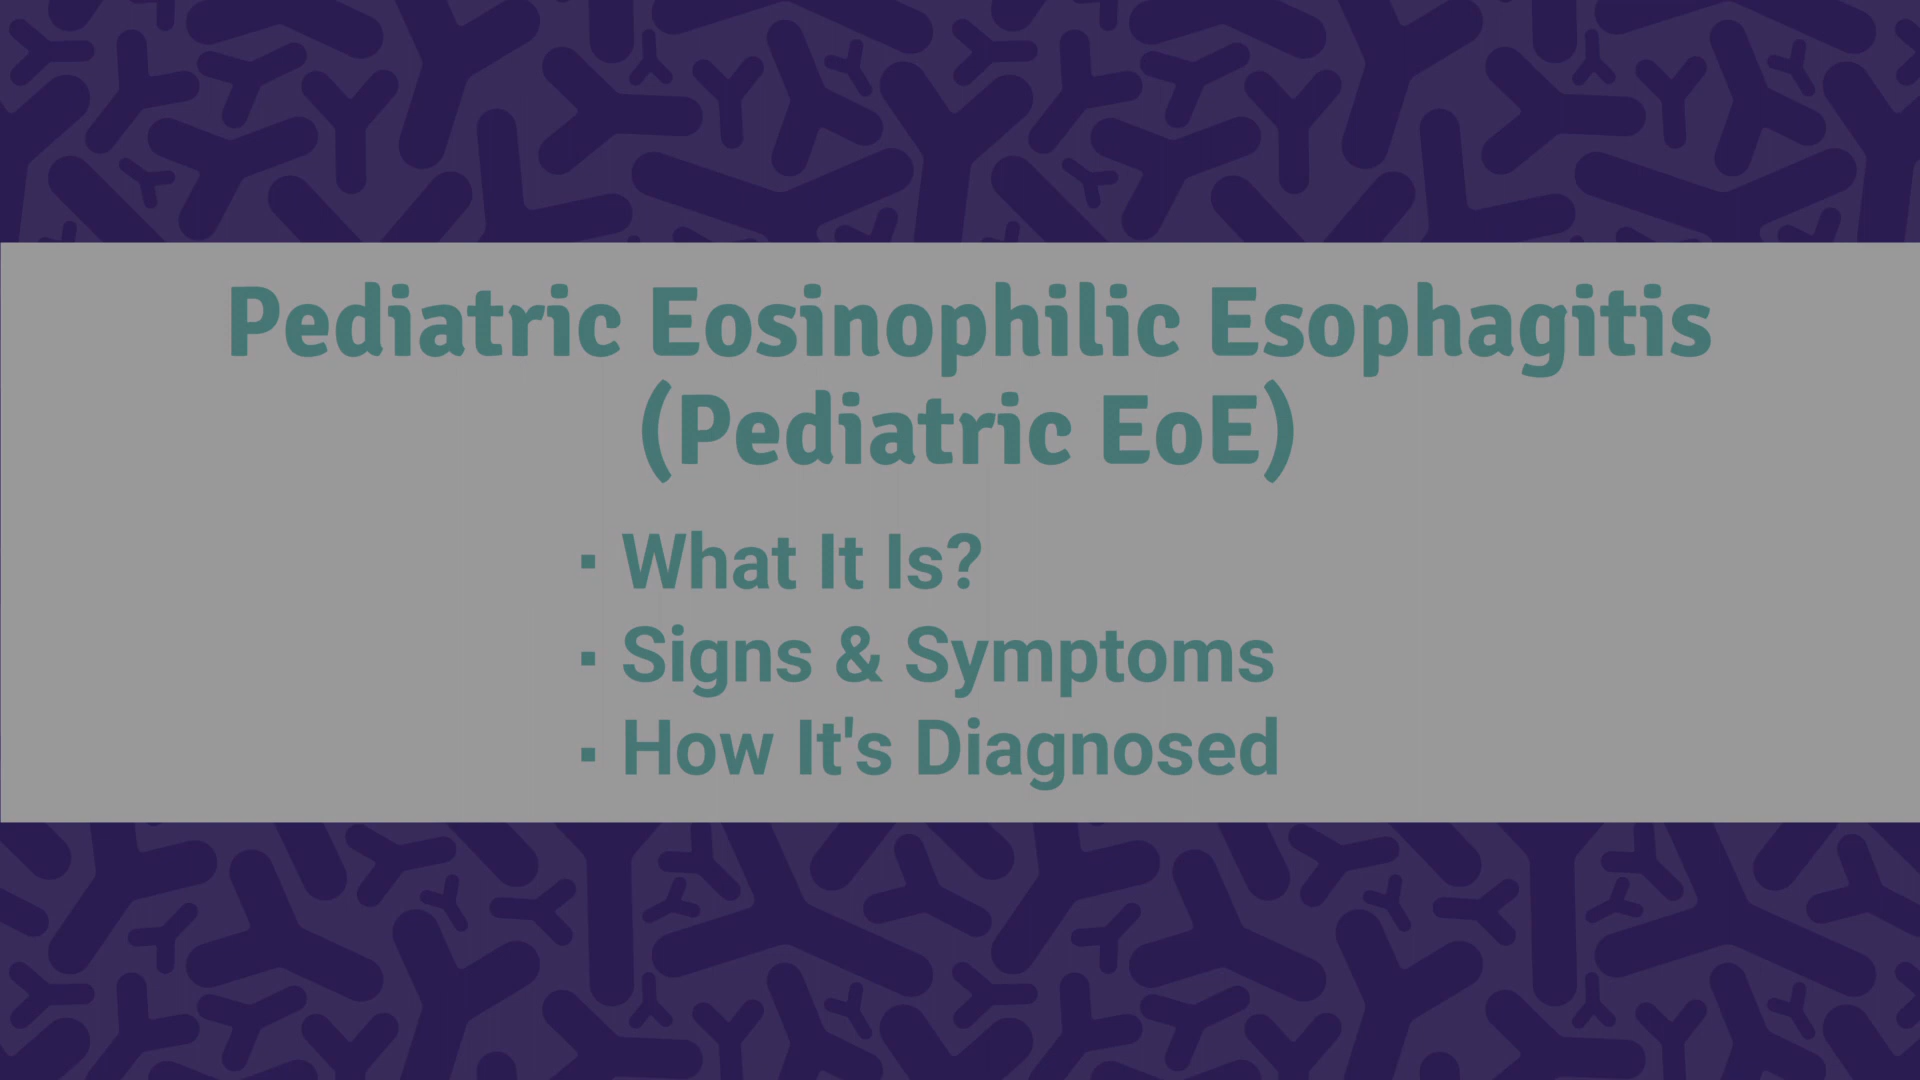 Pediatric Eosinophilic Esophagitis
(Pediatric EoE)
▪ What It Is?
▪ Signs & Symptoms
▪ How It's Diagnosed